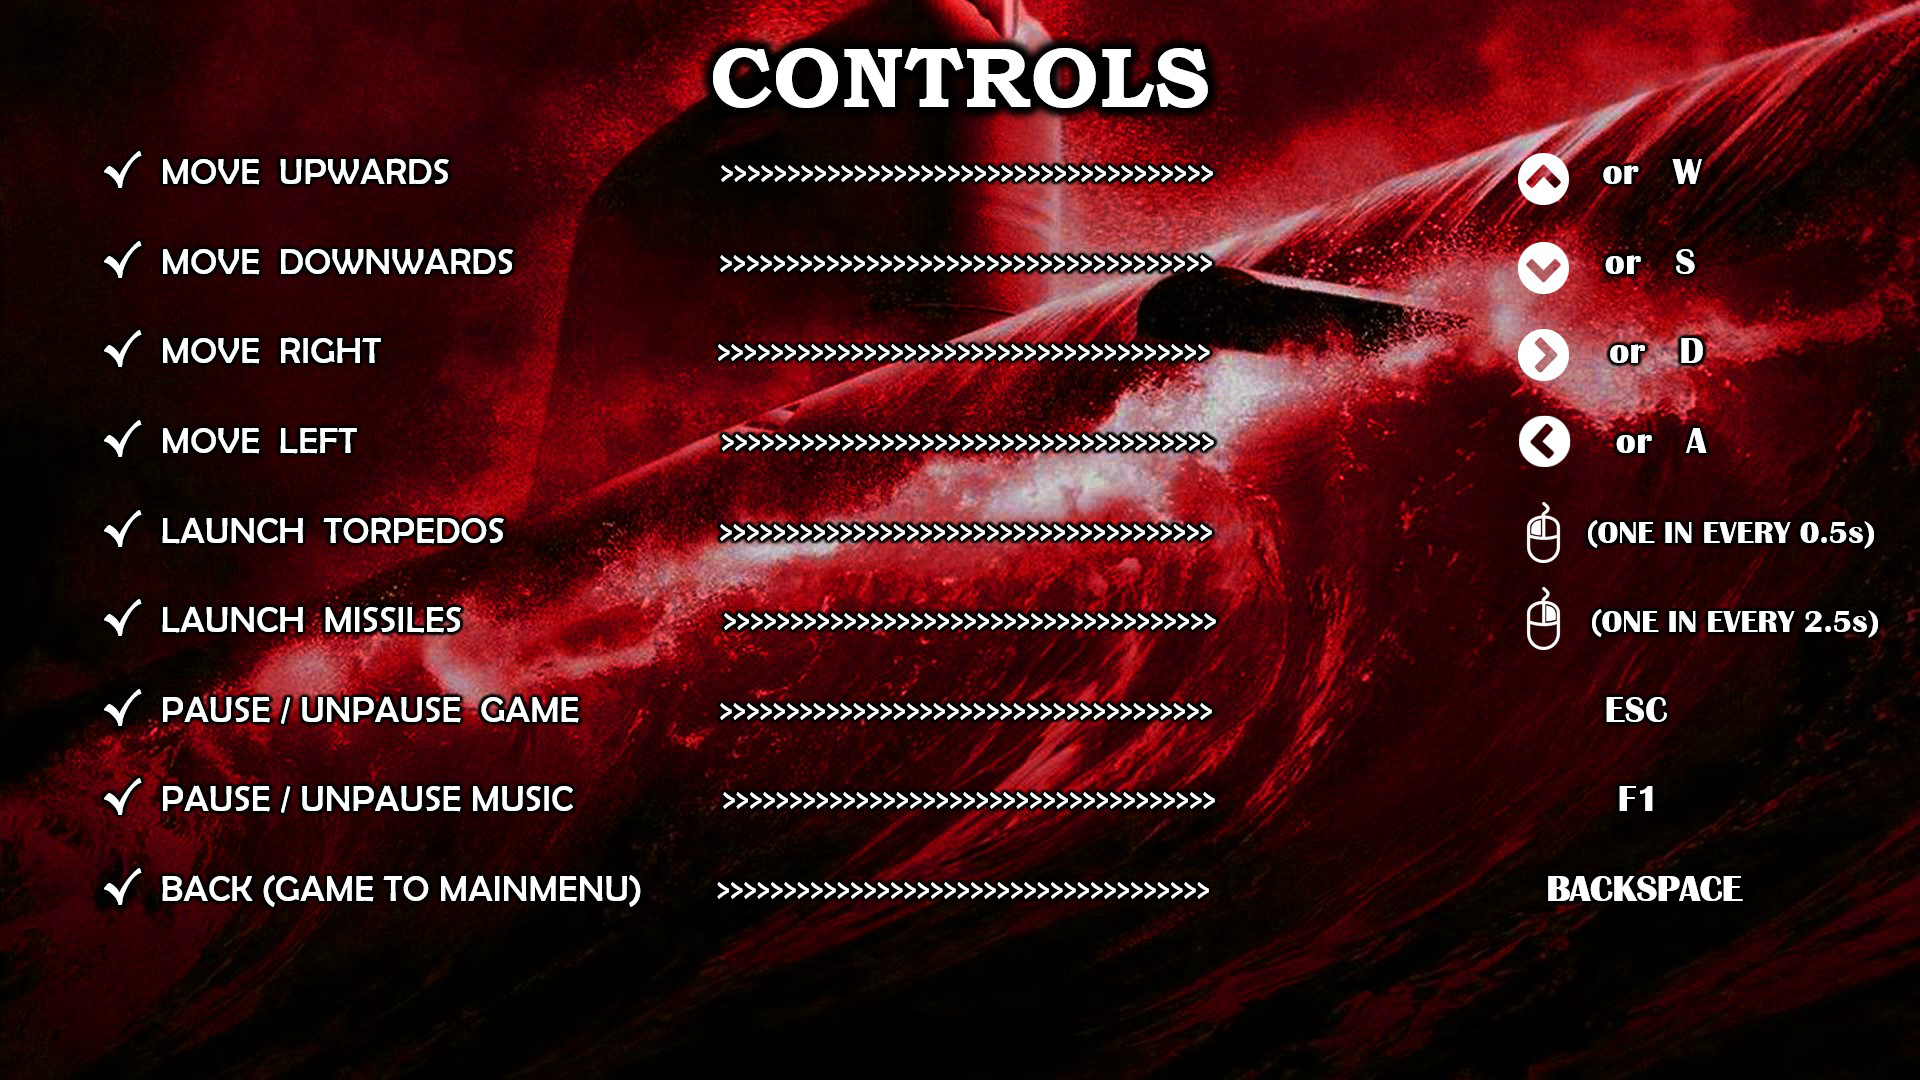 CONTROLS
MOVE UPWARDS >>>>>>>>>>>>>>>>>>>>>>>>>>>>>>>>>>>>> or W
MOVE DOWNWARDS >>>>>>>>>>>>>>>>>>>>>>>>>>>>>>>>>>>>> or S
MOVE RIGHT >>>>>>>>>>>>>>>>>>>>>>>>>>>>>>>>>>>>> or D
MOVE LEFT >>>>>>>>>>>>>>>>>>>>>>>>>>>>>>>>>>>>> or A
LAUNCH TORPEDOS >>>>>>>>>>>>>>>>>>>>>>>>>>>>>>>>>>>>> (ONE IN EVERY 0.5s)
LAUNCH MISSILES >>>>>>>>>>>>>>>>>>>>>>>>>>>>>>>>>>>>> (ONE IN EVERY 2.5s)
PAUSE / UNPAUSE GAME >>>>>>>>>>>>>>>>>>>>>>>>>>>>>>>>>>>>> ESC
PAUSE / UNPAUSE MUSIC >>>>>>>>>>>>>>>>>>>>>>>>>>>>>>>>>>>>> F1
BACK (GAME TO MAINMENU) >>>>>>>>>>>>>>>>>>>>>>>>>>>>>>>>>>>>> BACKSPACE